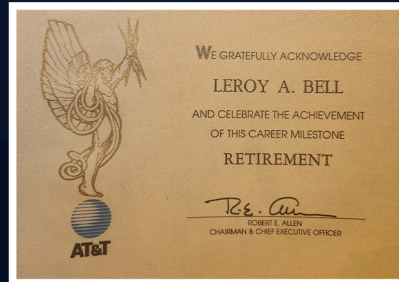 WE GRATEFULLY ACKNOWLEDGE
LEROY A. BELL
AND CELEBRATE THE ACHIEVEMENT
OF THIS CAREER MILESTONE
RETIREMENT
R.E. Allen
ROBERT E. ALLEN
CHAIRMAN & CHIEF EXECUTIVE OFFICER
AT&T